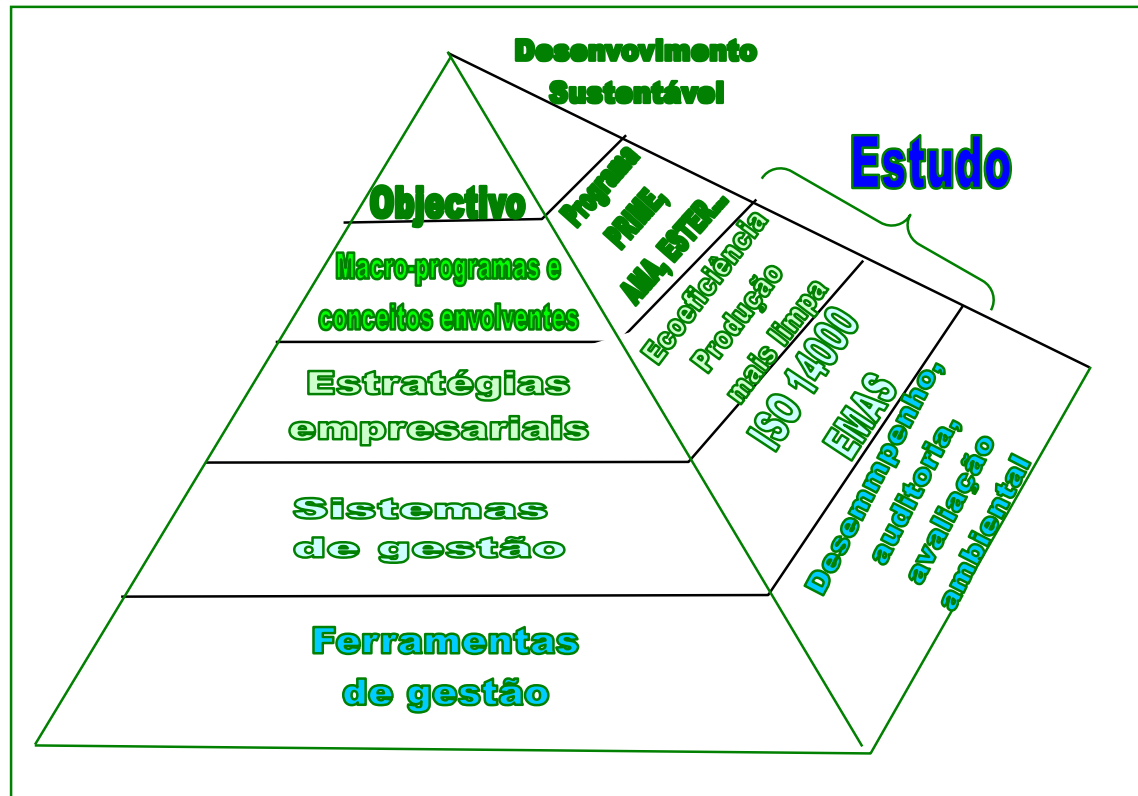 Desenvovimento
Sustentável
Estudo
Objectivo
Programa
PRIME,
AMA, ESTER...
Macro-programas e
conceitos envolventes
Ecoeficiência
Produção
mais limpa
Estratégias
empresariais
ISO 14000
EMAS
Sistemas
de gestão
Desemmpenho,
auditoria,
avaliação
ambiental
Ferramentas
de gestão